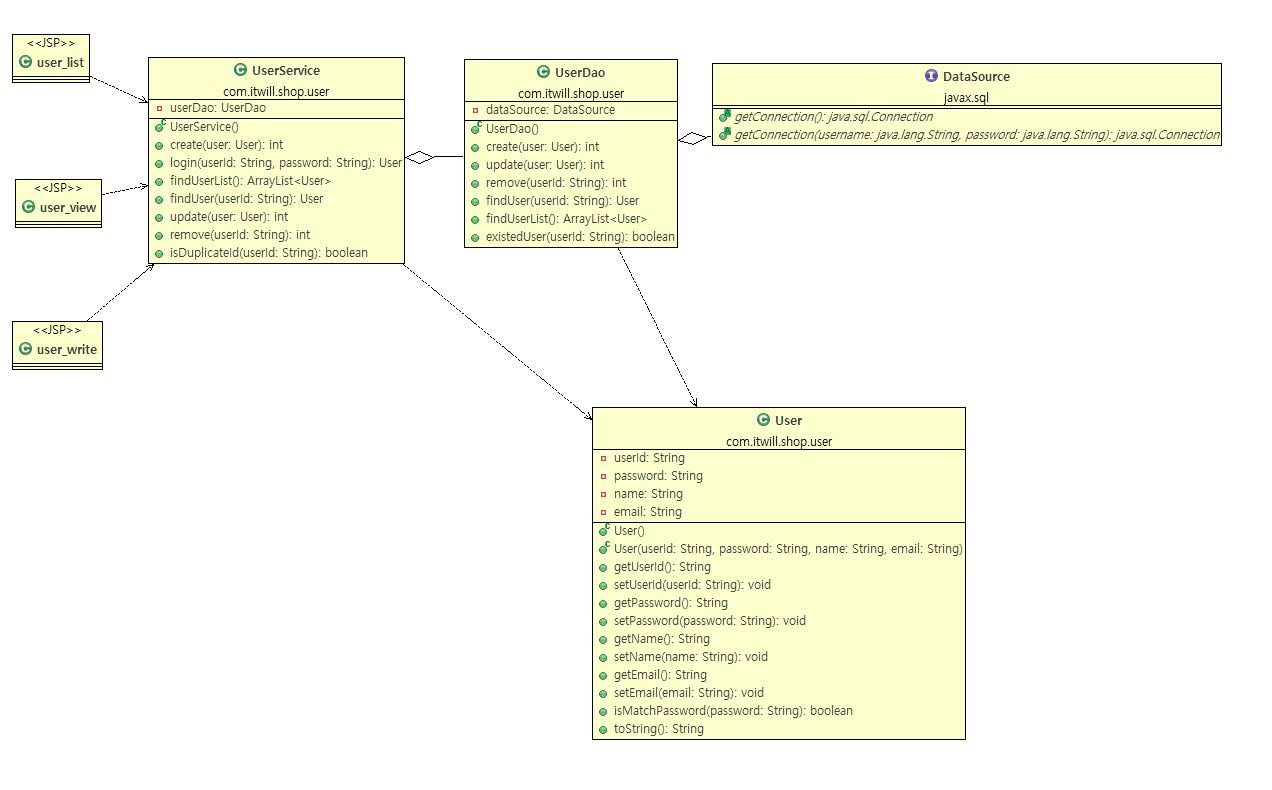 <<JSP>>
user_list
<<JSP>>
user_view
<<JSP>>
user_write
UserService
com.itwill.shop.user
userDao: UserDao
UserService()
create(user: User): int
login(userId: String, password: String): User
findUserList(): ArrayList<User>
findUser(userId: String): User
update(user: User): int
remove(userId: String): int
isDuplicateId(userId: String): boolean
UserDao
com.itwill.shop.user
dataSource: DataSource
UserDao()
create(user: User): int
update(user: User): int
remove(userId: String): int
findUser(userId: String): User
findUserList(): ArrayList<User>
existedUser(userId: String): boolean
DataSource
javax.sql
getConnection(): java.sql.Connection
getConnection(username: java.lang.String, password: java.lang.String): java.sql.Connection
User
com.itwill.shop.user
userId: String
password: String
name: String
email: String
User()
User(userId: String, password: String, name: String, email: String)
getUserId(): String
setUserId(userId: String): void
getPassword(): String
setPassword(password: String): void
getName(): String
setName(name: String): void
getEmail(): String
setEmail(email: String): void
isMatchPassword(password: String): boolean
toString(): String